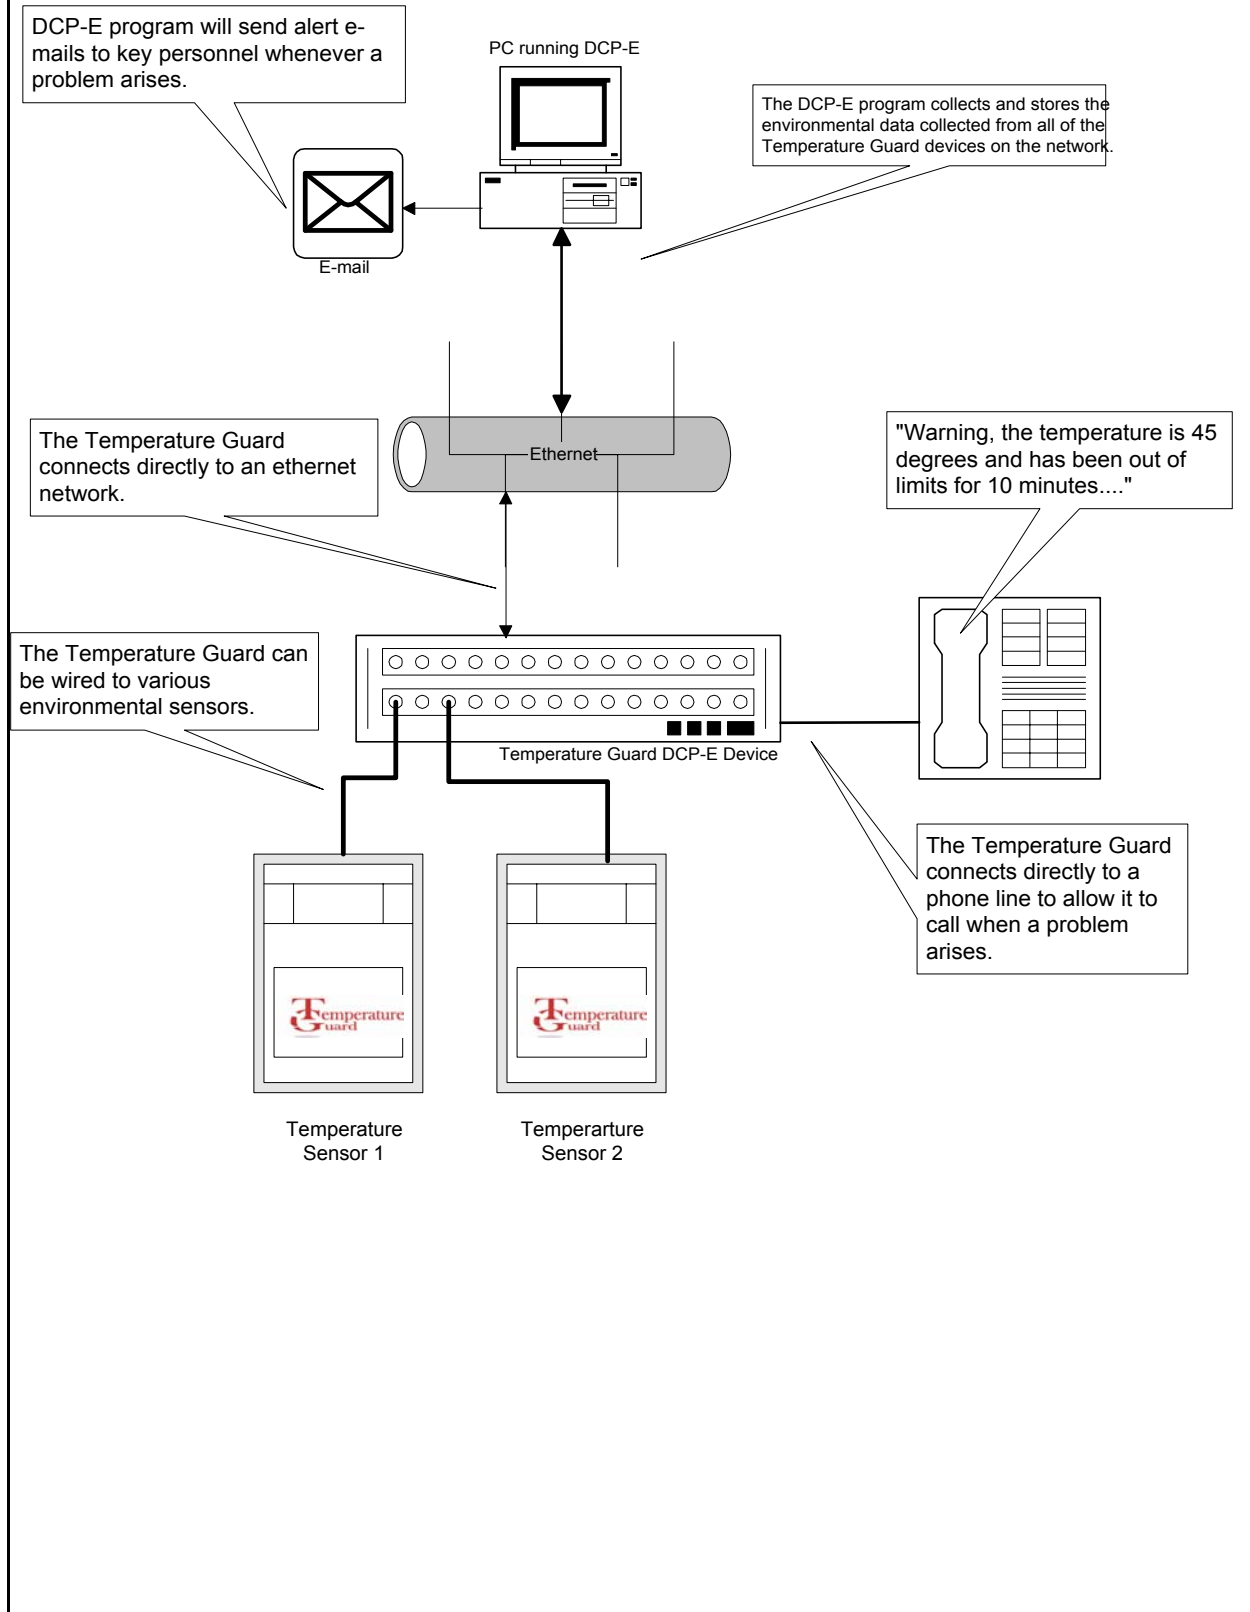 DCP-E program will send alert e-
mails to key personnel whenever a
problem arises.
PC running DCP-E
The DCP-E program collects and stores the
environmental data collected from all of the
Temperature Guard devices on the network.
E-mail
The Temperature Guard
connects directly to an ethernet
network.
Ethernet
"Warning, the temperature is 45
degrees and has been out of
limits for 10 minutes...."
The Temperature Guard can
be wired to various
environmental sensors.
Temperature Guard DCP-E Device
The Temperature Guard
connects directly to a
phone line to allow it to
call when a problem
arises.
Temperature
Guard
Temperature
Guard
Temperature
Sensor 1
Temperarture
Sensor 2